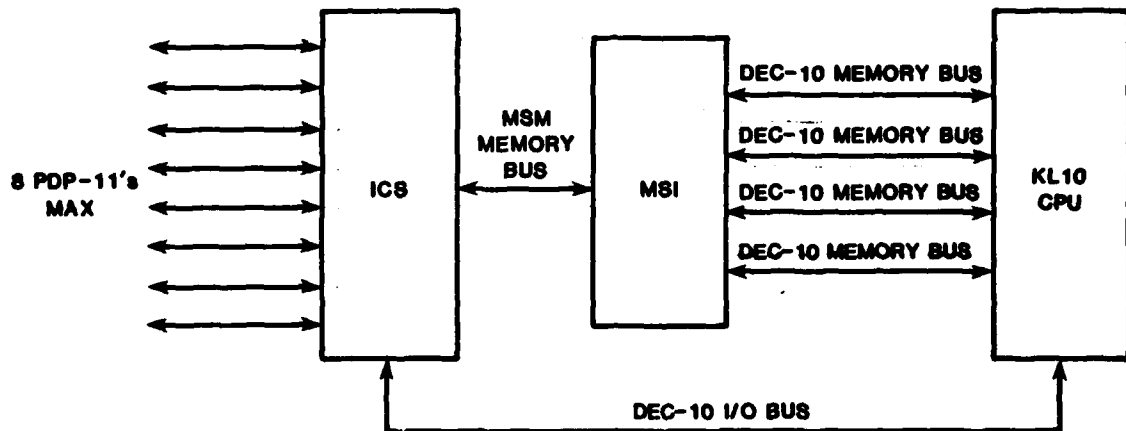 8 PDP-11's
MAX
ICS
MSM
MEMORY
BUS
MSI
DEC-10 MEMORY BUS
DEC-10 MEMORY BUS
DEC-10 MEMORY BUS
DEC-10 MEMORY BUS
KL10
CPU
DEC-10 I/O BUS